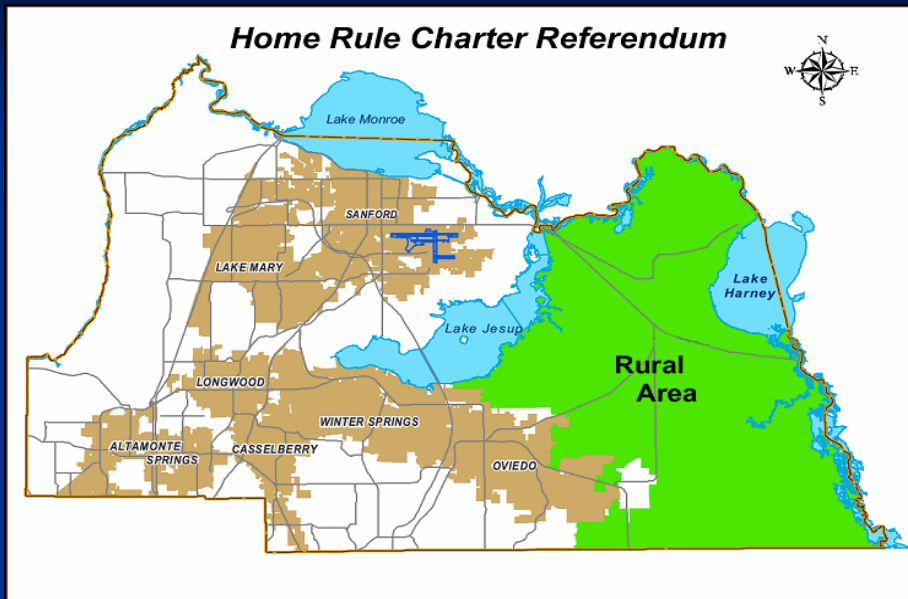 Home Rule Charter Referendum
N
W
E
S
Lake Monroe
SANFORD
LAKE MARY
Lake
Harney
Lake Jesup
Rural
Area
LONGWOOD
WINTER SPRINGS
ALTAMONTE
SPRINGS
CASSELBERRY
OVIEDO